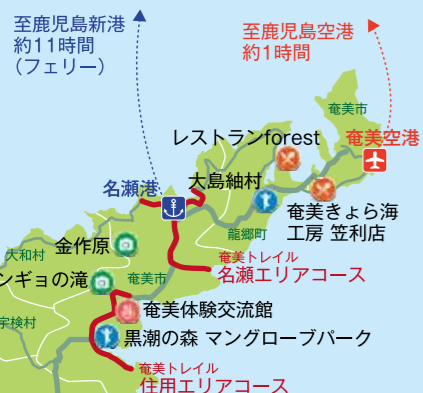 至鹿児島新港
約11時間
（フェリー）
至鹿児島空港
約1時間
奄美市
レストランforest
奄美空港
名瀬港
大島紬村
奄美きょら海
工房 笠利店
龍郷町
金作原
大和村
奄美トレイル
名瀬エリアコース
ンギョの滝
奄美市
奄美体験交流館
宇検村
黒潮の森 マングローブパーク
奄美トレイル
住用エリアコース